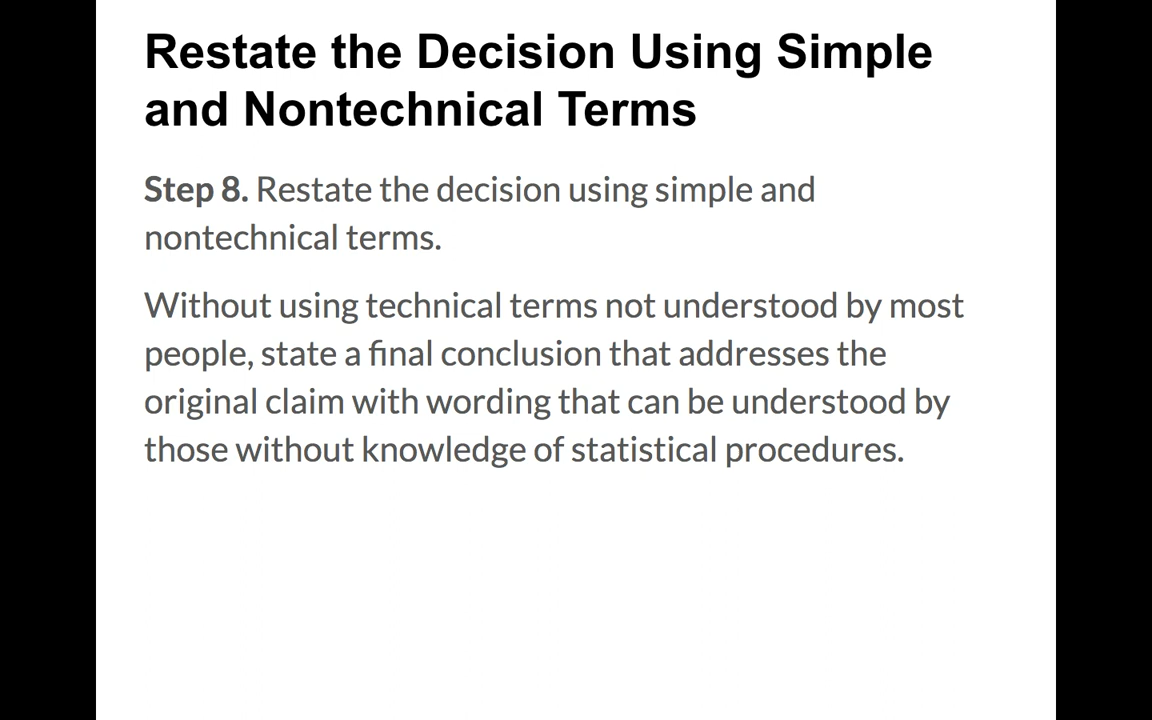 Restate the Decision Using Simple
and Nontechnical Terms
Step 8. Restate the decision using simple and
nontechnical terms.
Without using technical terms not understood by most
people, state a final conclusion that addresses the
original claim with wording that can be understood by
those without knowledge of statistical procedures.